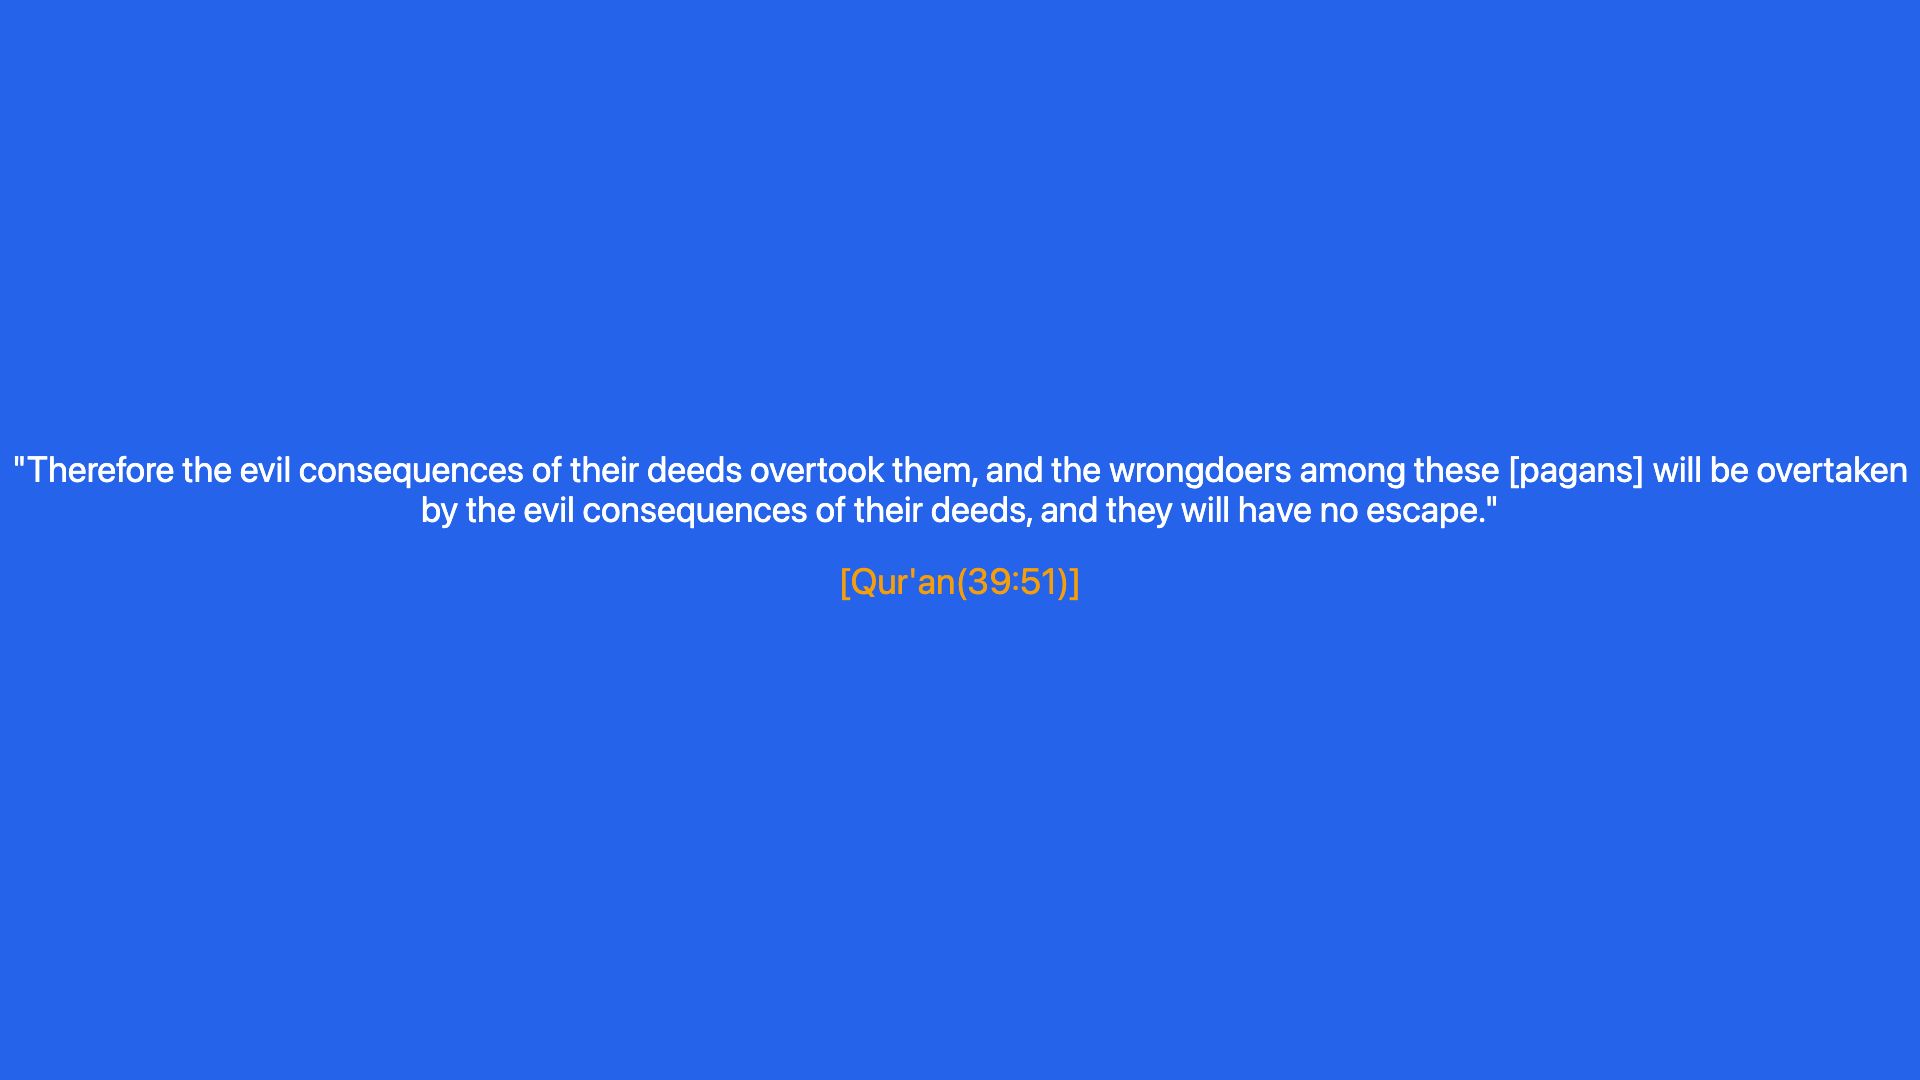 "Therefore the evil consequences of their deeds overtook them, and the wrongdoers among these [pagans] will be overtaken
by the evil consequences of their deeds, and they will have no escape."
[Qur'an(39:51)]